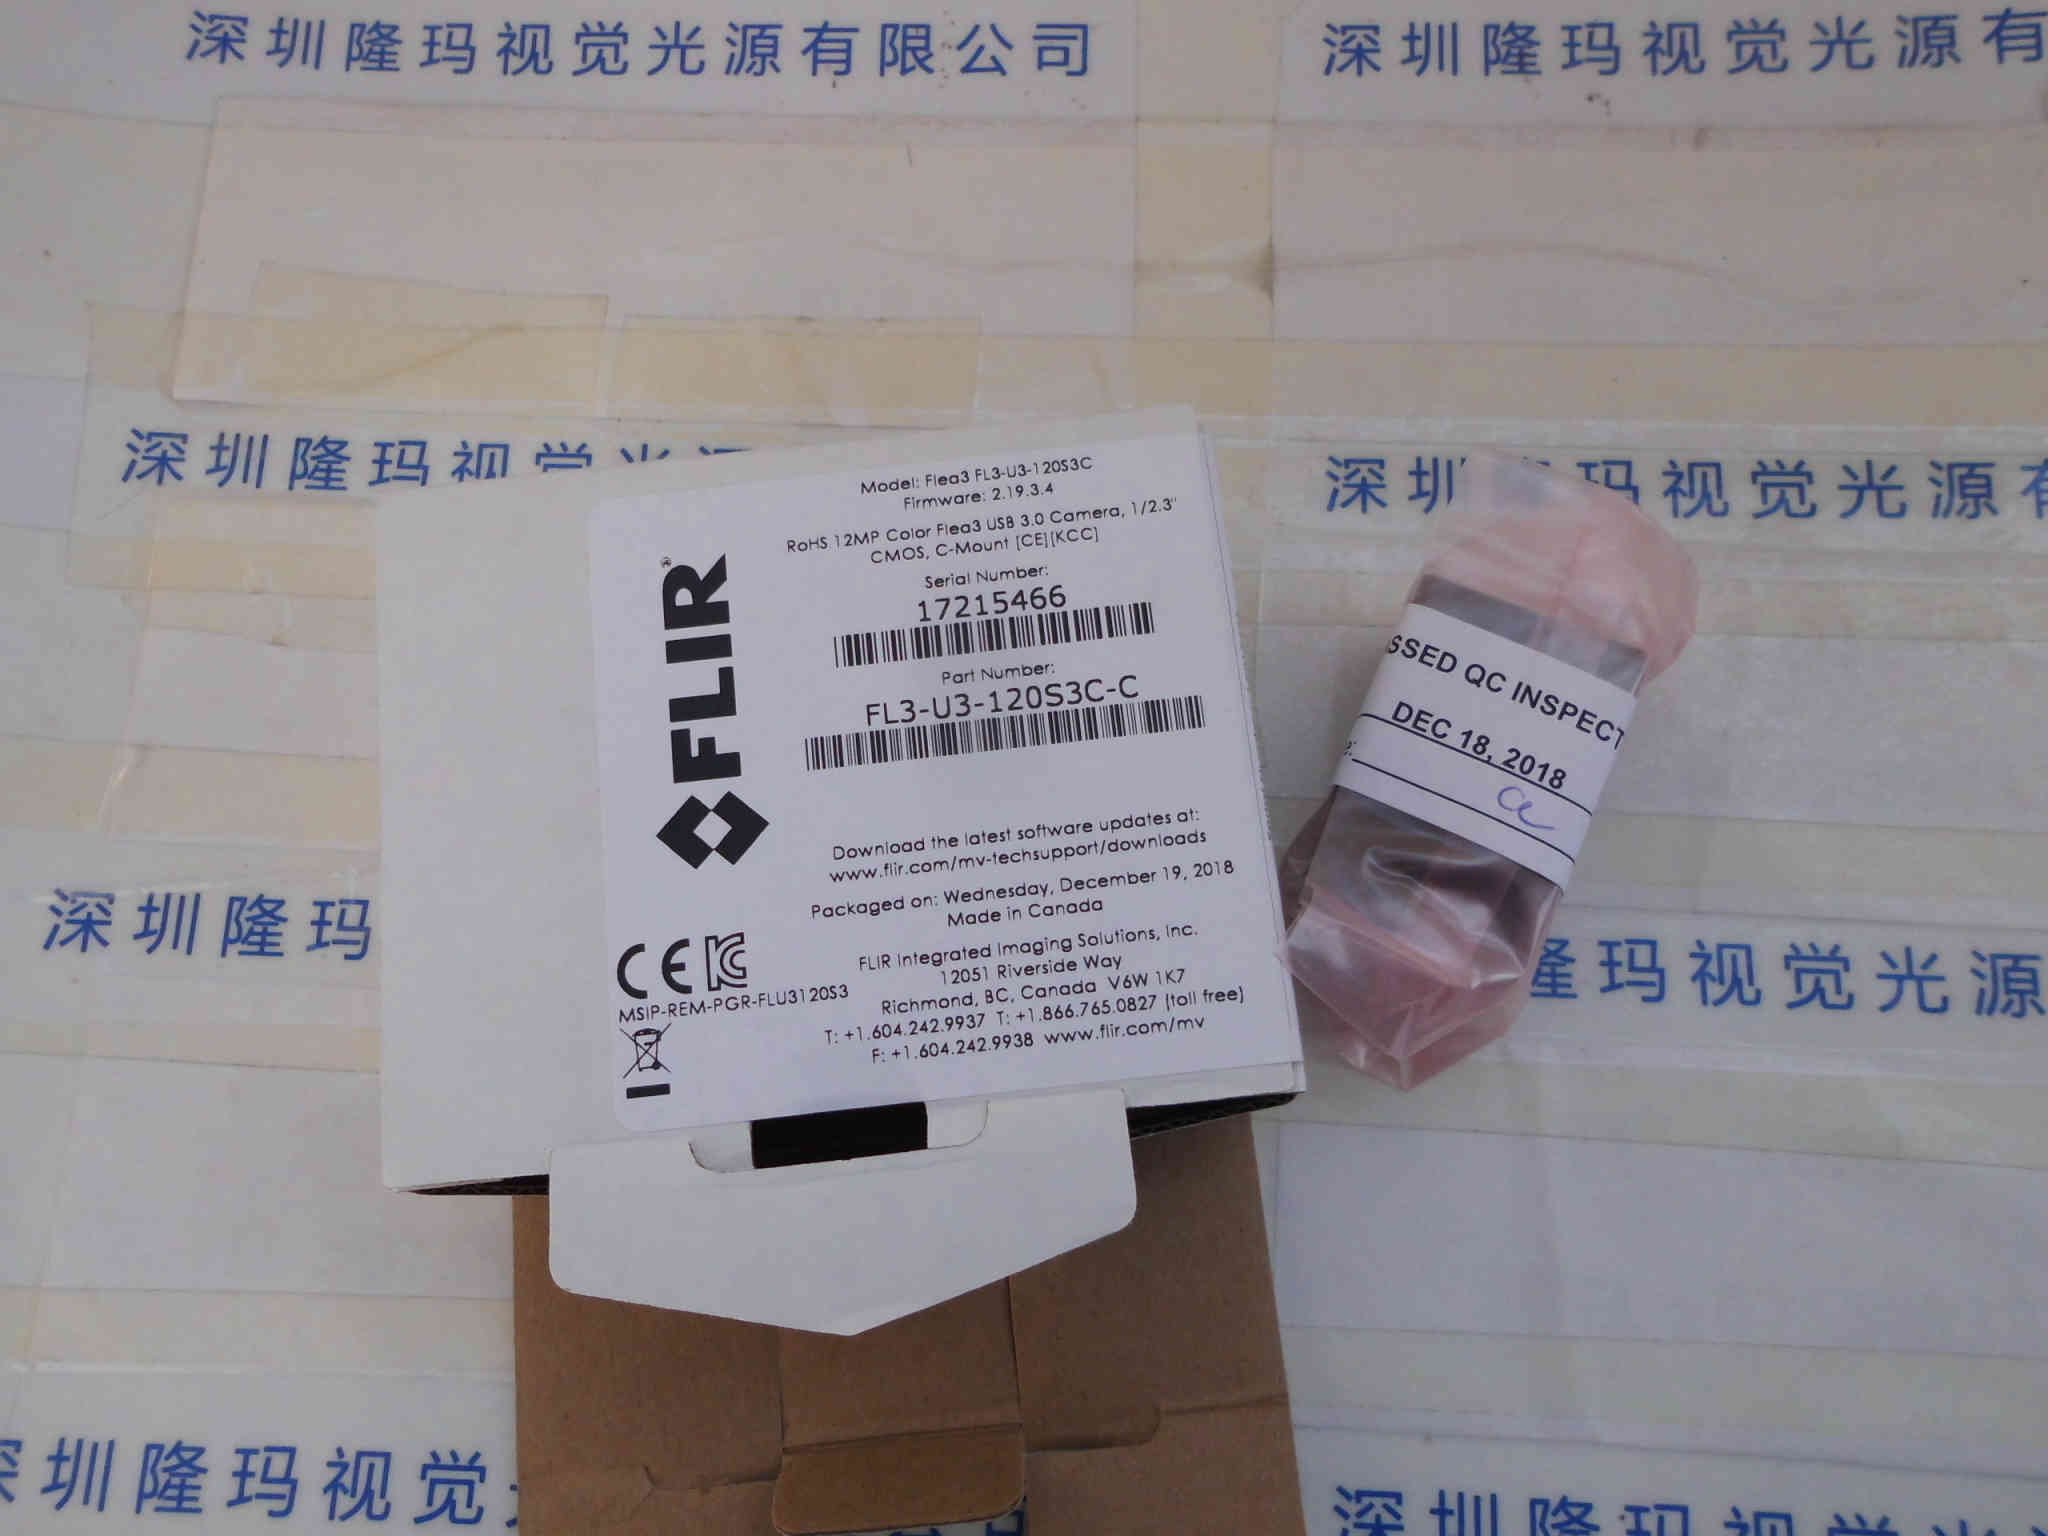 深圳隆玛视觉光源有限公司
深圳隆玛视觉光源有
深圳隆玛视觉
深圳
玛视觉光源有
Model: Flea3 FL3-U3-120S3C
Firmware: 2.19.3.4
RoHS 12MP Color Flea3 USB 3.0 Camera, 1/2.3"
CMOS, C-Mount [CE][KCC]
Serial Number:
17215466
Part Number:
FL3-U3-120S3C-C
FLIR®
Download the latest software updates at:
www.flir.com/mv-techsupport/downloads
Packaged on: Wednesday, December 19, 2018
Made in Canada
FLIR Integrated Imaging Solutions, Inc.
12051 Riverside Way
Richmond, BC, Canada V6W 1K7
T: +1.604.242.9937 T: +1.866.765.0827 (toll free)
F: +1.604.242.9938 www.flir.com/mv
CE
MSIP-REM-PGR-FLU3120S3
SSED QC INSPECT
DEC 18, 2018
深圳隆玛
隆玛视觉光源
深圳隆玛视觉
深圳隆玛视觉光源